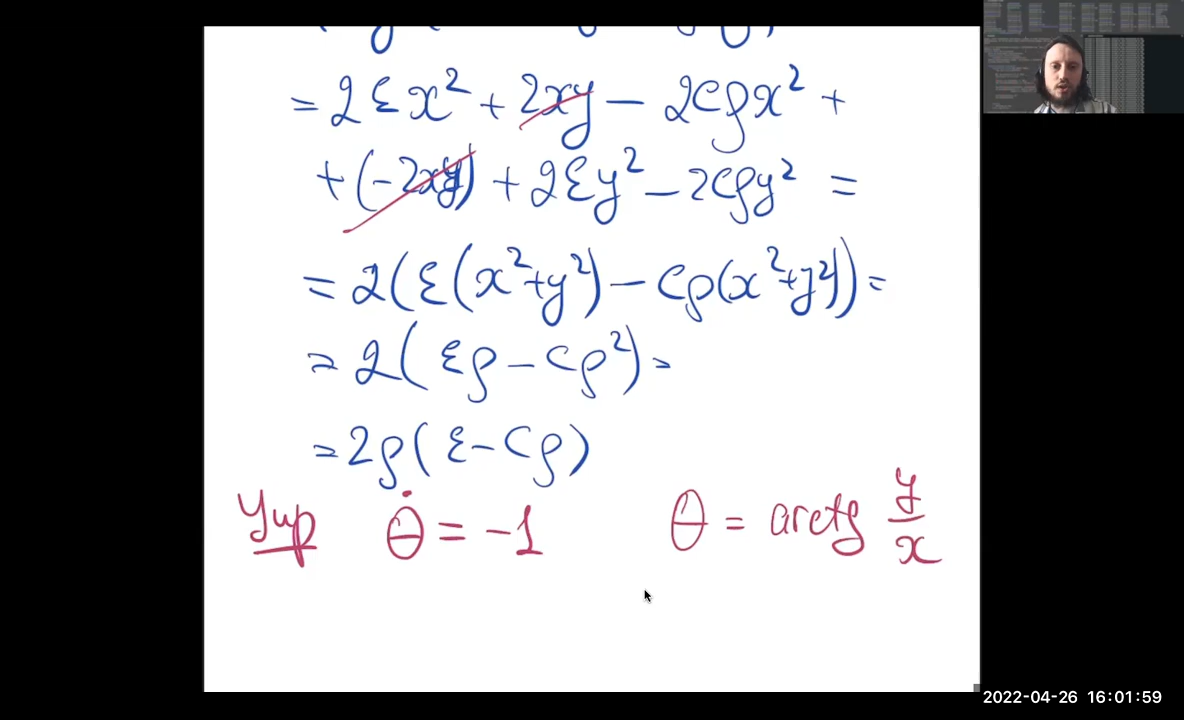 = 2εx² + 2xy − 2cρx² +
+ (−2xy) + 2εy² − 2cρy² =
= 2(ε(x²+y²) − cρ(x²+y²)) =
= 2(ερ − cρ²) =
= 2ρ(ε − cρ)
Упр θ̇ = −1 θ = arctg y/x
2022-04-26 16:01:59